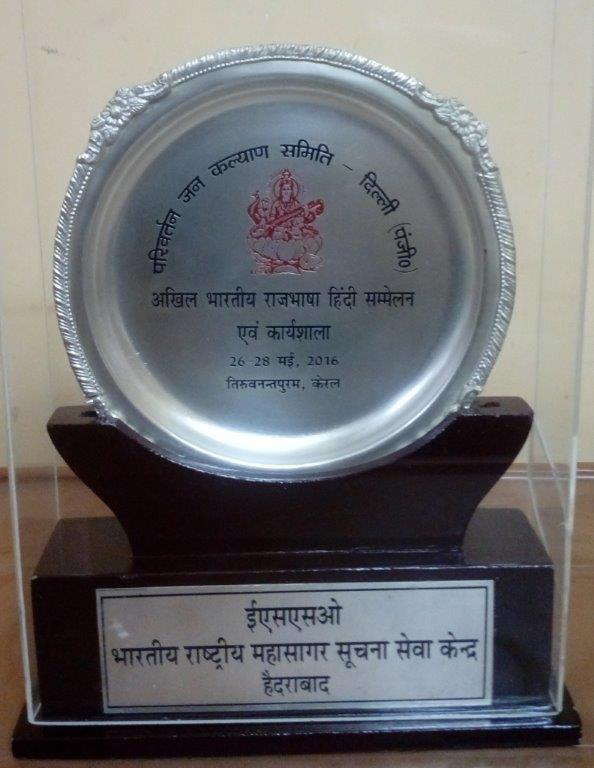 परिवर्तन जन कल्याण समिति – दिल्ली (पंजी०)
अखिल भारतीय राजभाषा हिंदी सम्मेलन
एवं कार्यशाला
26-28 मई, 2016
तिरुवनन्तपुरम, केरल
ईएसएसओ
भारतीय राष्ट्रीय महासागर सूचना सेवा केन्द्र
हैदराबाद